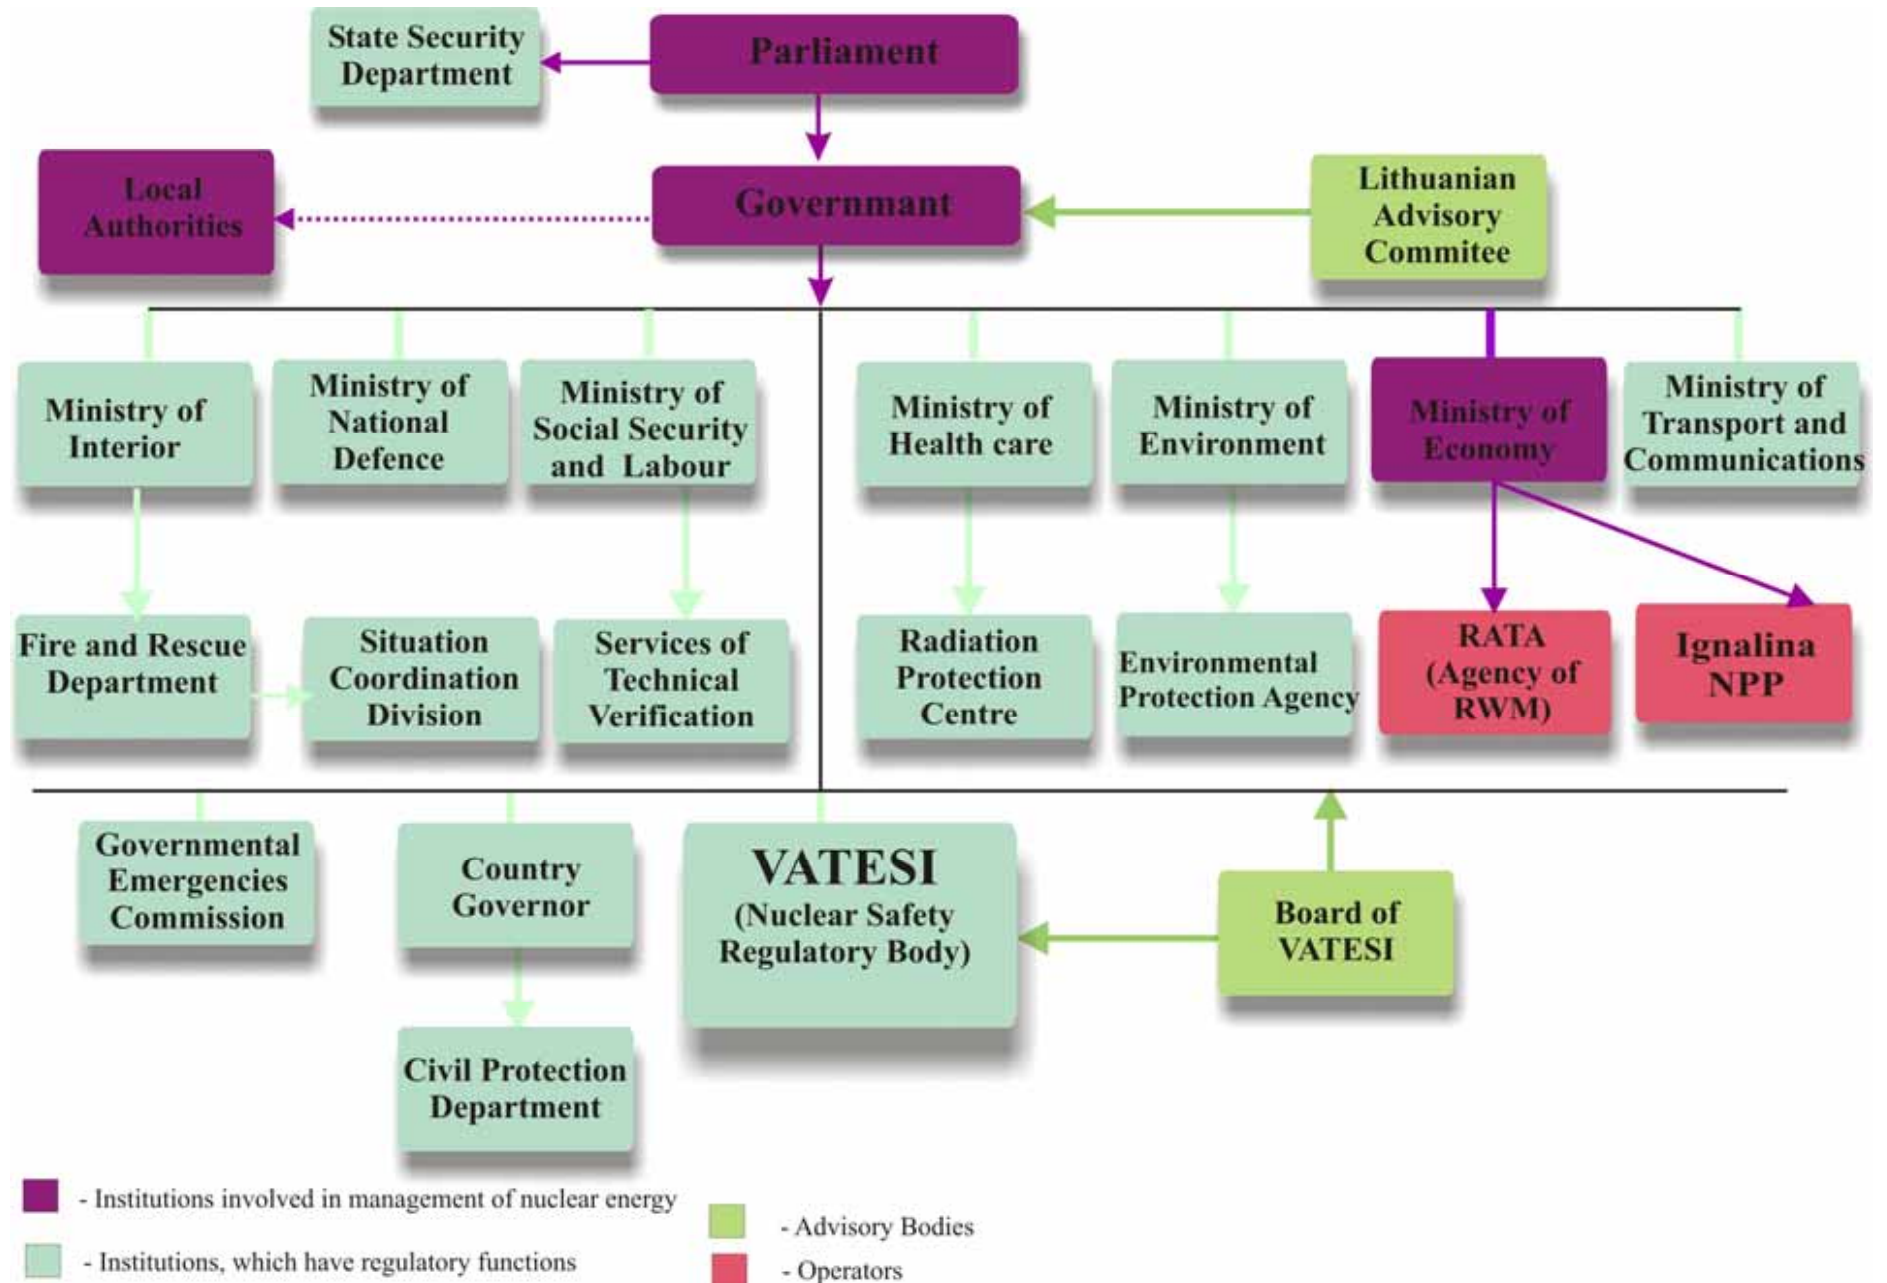 State Security
Department
Parliament
Local
Authorities
Governmant
Lithuanian
Advisory
Commitee
Ministry of
Interior
Ministry of
National
Defence
Ministry of
Social Security
and Labour
Ministry of
Health care
Ministry of
Environment
Ministry of
Economy
Ministry of
Transport and
Communications
Fire and Rescue
Department
Situation
Coordination
Division
Services of
Technical
Verification
Radiation
Protection
Centre
Environmental
Protection Agency
RATA
(Agency of
RWM)
Ignalina
NPP
Governmental
Emergencies
Commission
Country
Governor
VATESI
(Nuclear Safety
Regulatory Body)
Board of
VATESI
Civil Protection
Department
- Institutions involved in management of nuclear energy
- Institutions, which have regulatory functions
- Advisory Bodies
- Operators